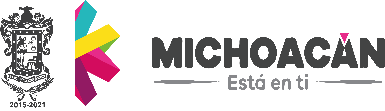 2015-2021
MICHOACÁN
Está en ti